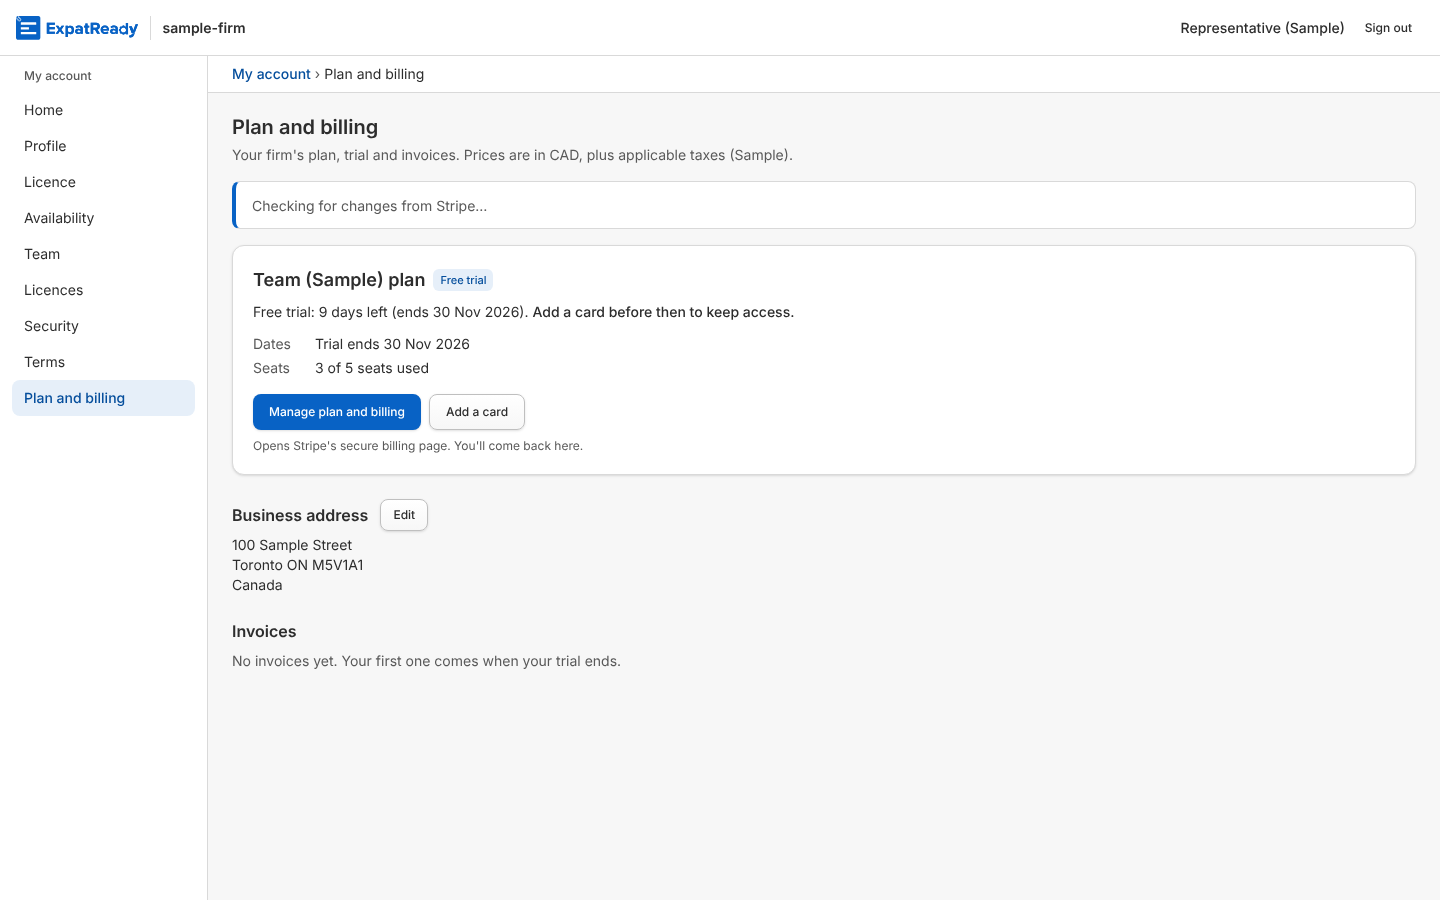 ExpatReady
sample-firm
Representative (Sample)
Sign out
My account
Home
Profile
Licence
Availability
Team
Licences
Security
Terms
Plan and billing
My account › Plan and billing
Plan and billing
Your firm's plan, trial and invoices. Prices are in CAD, plus applicable taxes (Sample).
Checking for changes from Stripe...
Team (Sample) plan Free trial
Free trial: 9 days left (ends 30 Nov 2026). Add a card before then to keep access.
Dates Trial ends 30 Nov 2026
Seats 3 of 5 seats used
Manage plan and billing
Add a card
Opens Stripe's secure billing page. You'll come back here.
Business address Edit
100 Sample Street
Toronto ON M5V1A1
Canada
Invoices
No invoices yet. Your first one comes when your trial ends.